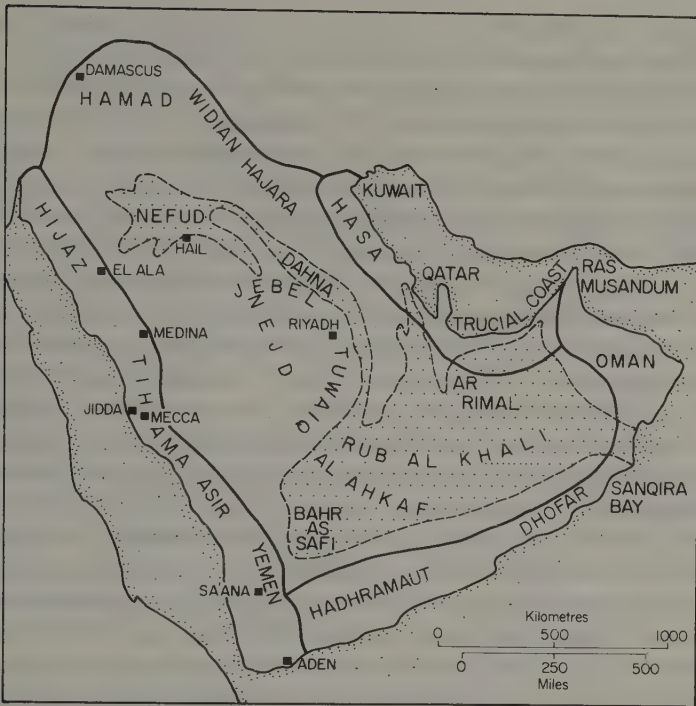 DAMASCUS
HAMAD
WIDIAN HAJARA
KUWAIT
HASA
HIJAZ
NEFUD
HAIL
DAHNA
EL ALA
JEBEL
TUWAIQ
NEJD
RIYADH
QATAR
TRUCIAL COAST
RAS
MUSANDUM
OMAN
MEDINA
TIHAMA ASIR
JIDDA
MECCA
AR
RIMAL
RUB AL KHALI
AL AHKAF
BAHR
AS
SAFI
DHOFAR
SANQIRA
BAY
YEMEN
SAANA
HADHRAMAUT
ADEN
Kilometres
0 500 1000
0 250 500
Miles